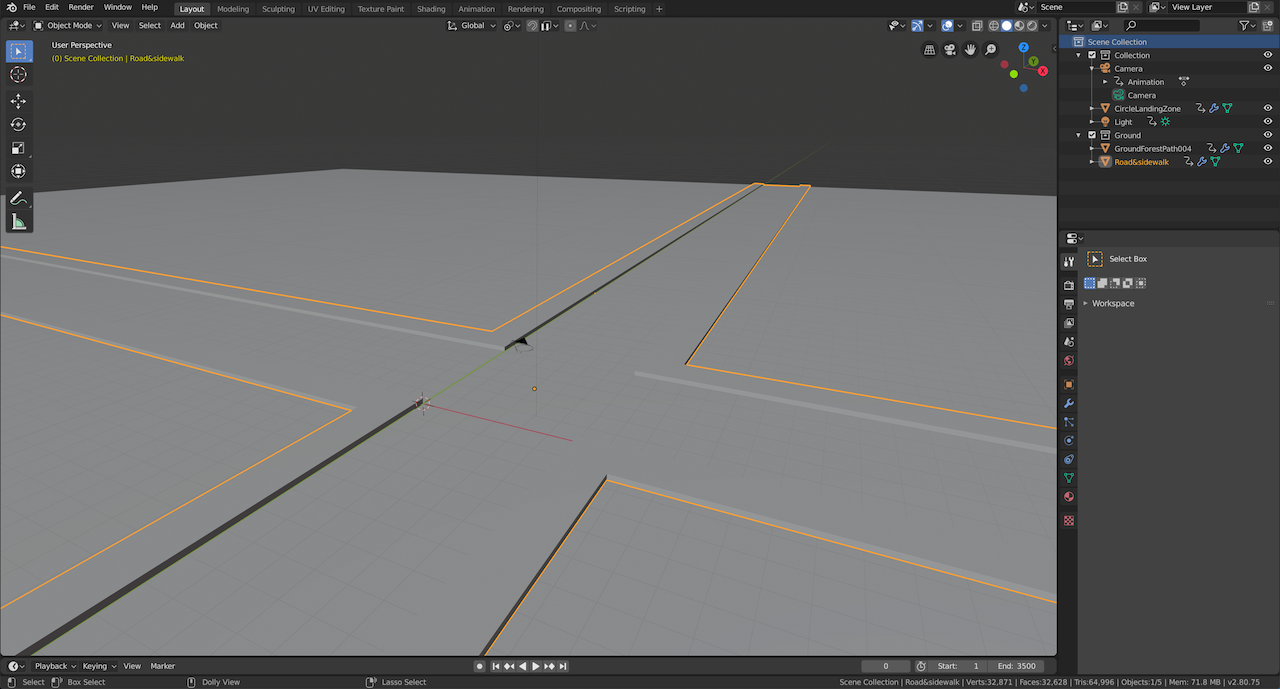 File Edit Render Window Help Layout Modeling Sculpting UV Editing Texture Paint Shading Animation Rendering Compositing Scripting + Scene View Layer
Object Mode View Select Add Object Global
User Perspective
(0) Scene Collection | Road&sidewalk
Z
Y
X
Scene Collection
Collection
Camera
Animation
Camera
CircleLandingZone
Light
Ground
GroundForestPath004
Road&sidewalk
Select Box
Workspace
Playback Keying View Marker 0 Start: 1 End: 3500
Select Box Select Dolly View Lasso Select Scene Collection | Road&sidewalk | Verts:32,871 | Faces:32,628 | Tris:64,996 | Objects:1/5 | Mem: 71.8 MB | v2.80.75